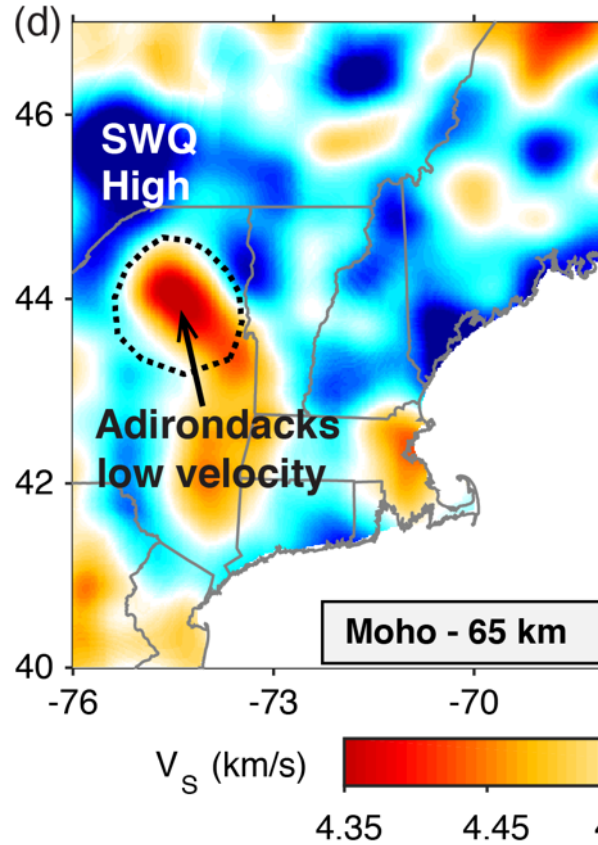 (d)
46
SWQ
High
44
Adirondacks
low velocity
42
Moho - 65 km
40
-76 -73 -70
V_S (km/s)
4.35 4.45 4